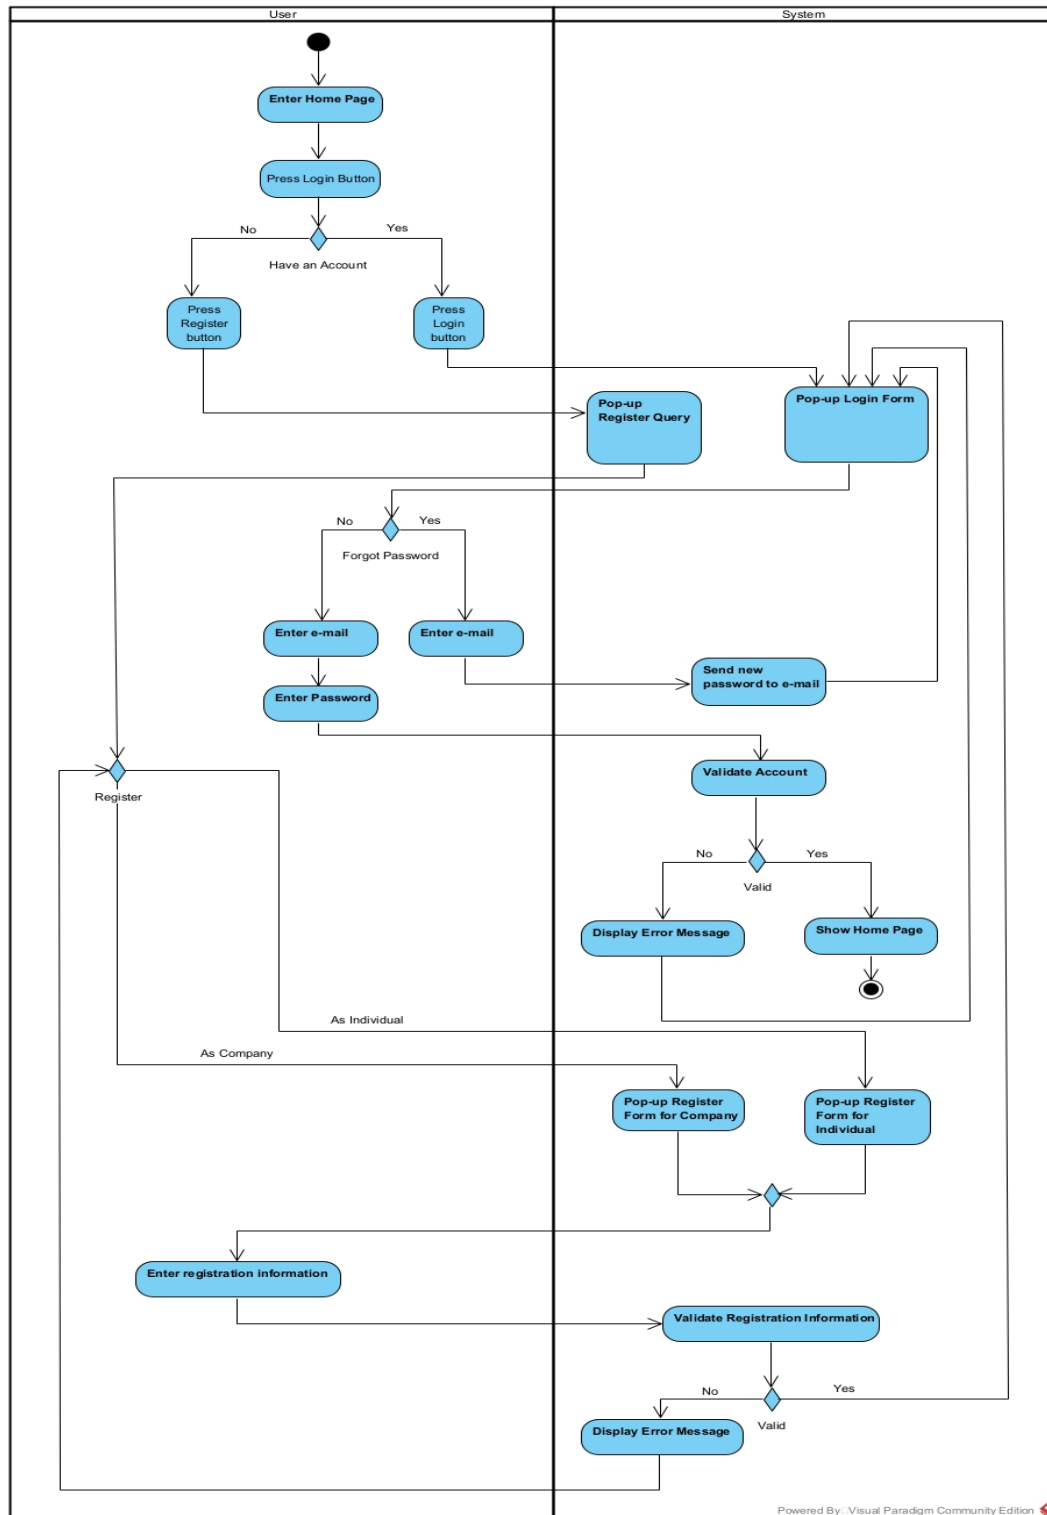 User
System
Enter Home Page
Press Login Button
No
Yes
Have an Account
Press
Register
button
Press
Login
button
Pop-up
Register Query
Pop-up Login Form
No
Yes
Forgot Password
Enter e-mail
Enter e-mail
Send new
password to e-mail
Enter Password
Validate Account
Register
No
Yes
Valid
Display Error Message
Show Home Page
As Individual
As Company
Pop-up Register
Form for Company
Pop-up Register
Form for
Individual
Enter registration information
Validate Registration Information
No
Yes
Valid
Display Error Message
Powered By Visual Paradigm Community Edition